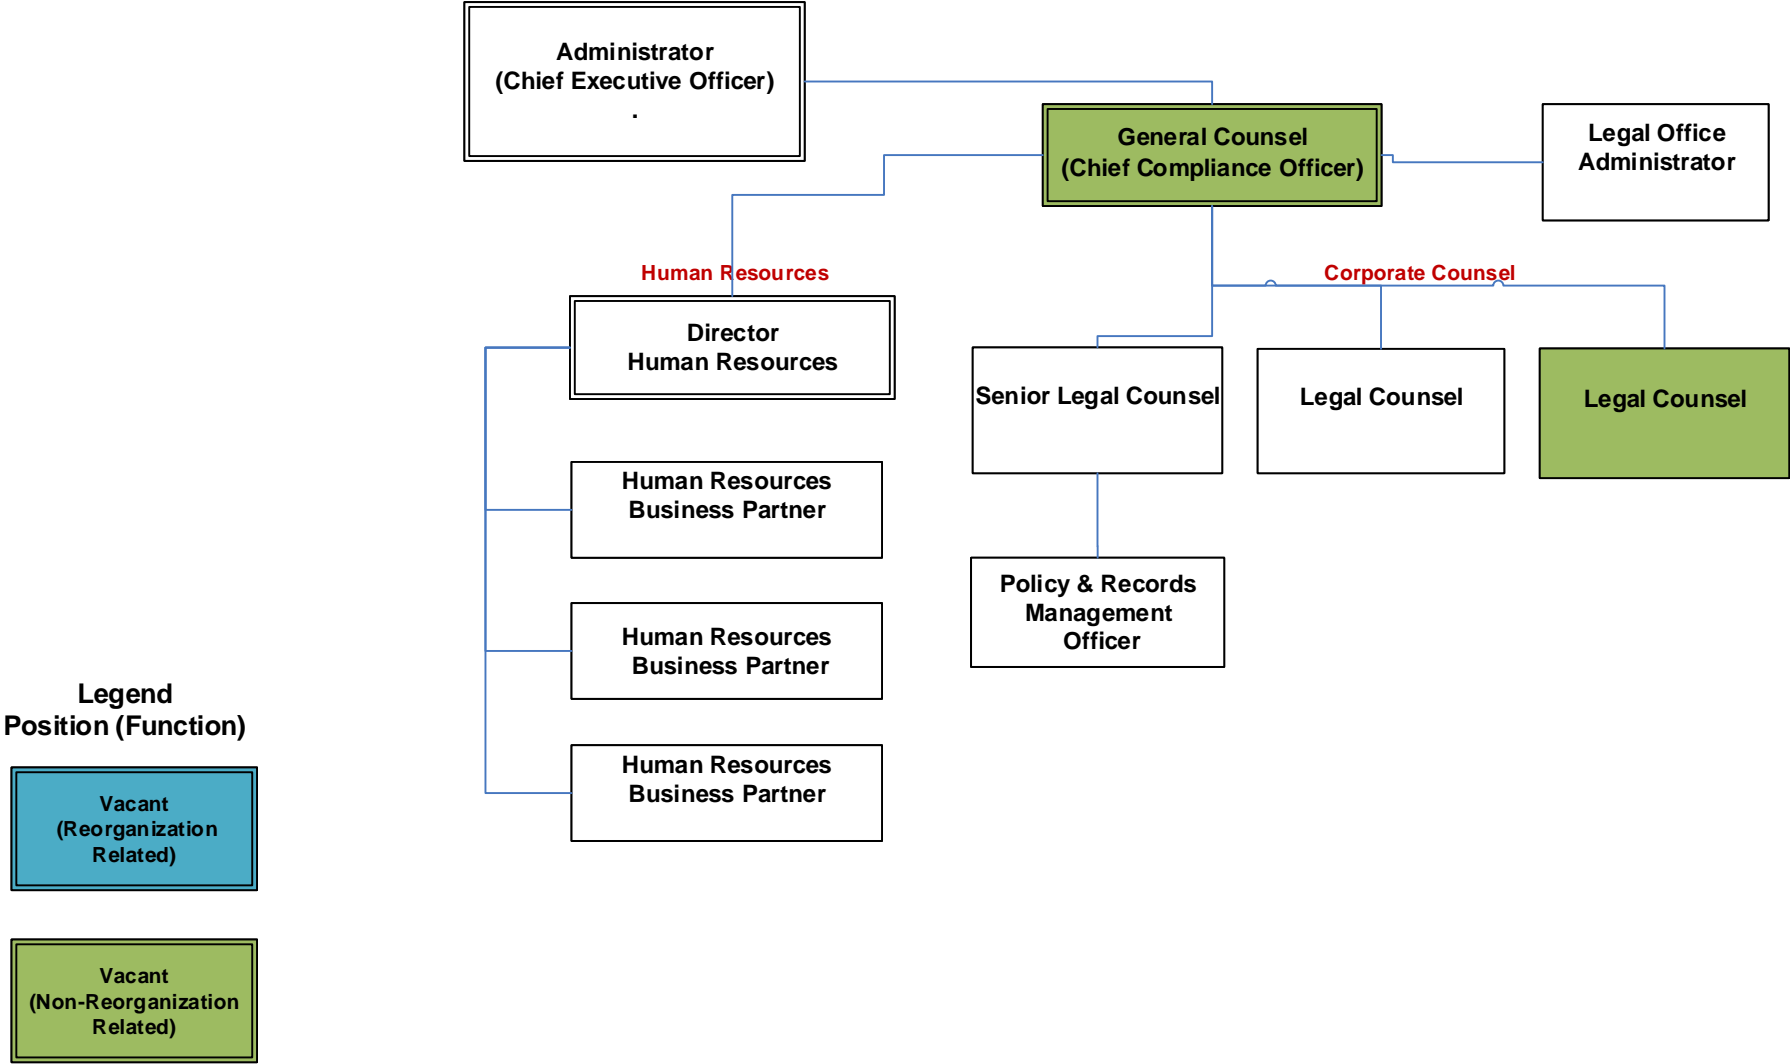 Administrator
(Chief Executive Officer)
.
General Counsel
(Chief Compliance Officer)
Legal Office
Administrator
Human Resources
Corporate Counsel
Director
Human Resources
Senior Legal Counsel
Legal Counsel
Legal Counsel
Human Resources
Business Partner
Policy & Records
Management
Officer
Human Resources
Business Partner
Human Resources
Business Partner
Legend
Position (Function)
Vacant
(Reorganization
Related)
Vacant
(Non-Reorganization
Related)